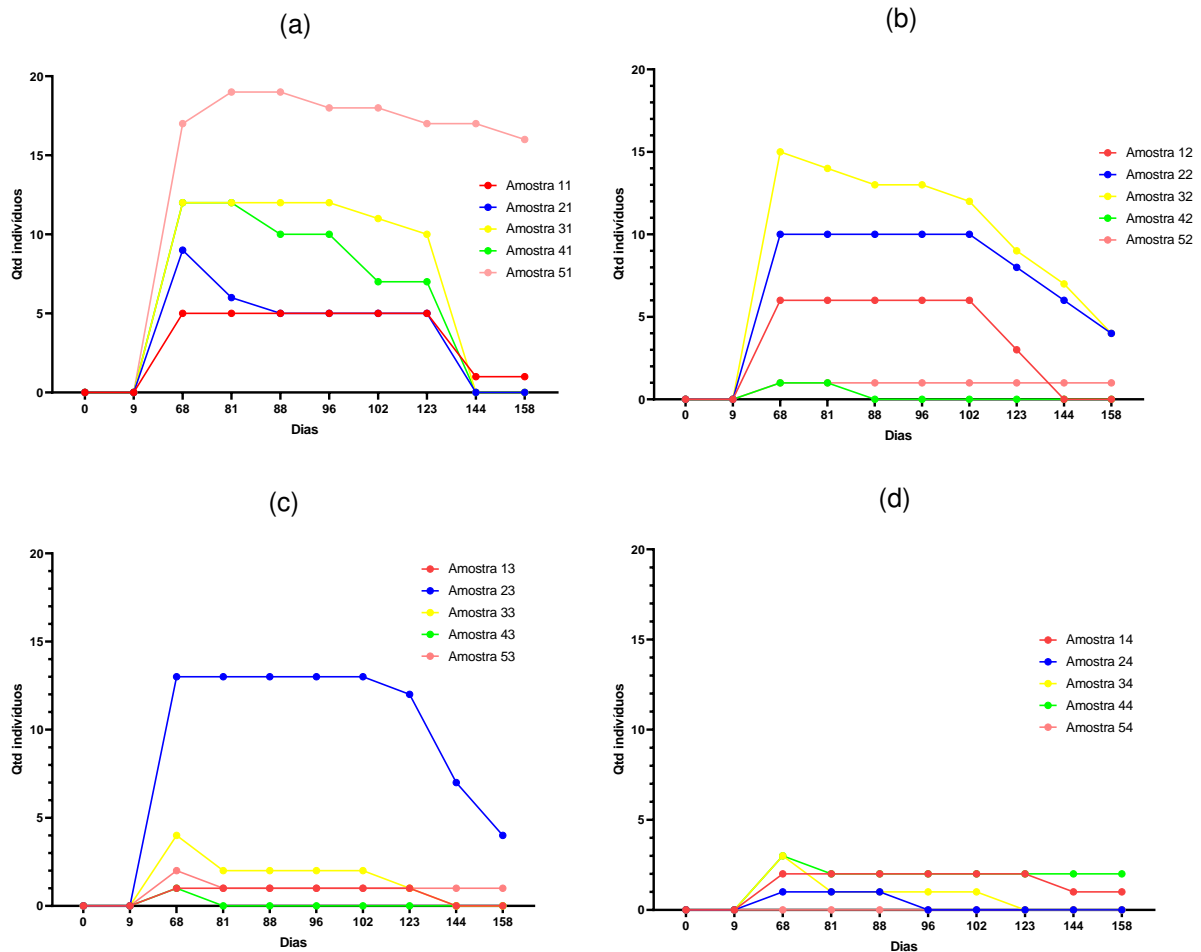 (a)
20
15
10
5
0
Qtd indivíduos
0 9 68 81 88 96 102 123 144 158
Dias
Amostra 11
Amostra 21
Amostra 31
Amostra 41
Amostra 51
(b)
20
15
10
5
0
Qtd indivíduos
0 9 68 81 88 96 102 123 144 158
Dias
Amostra 12
Amostra 22
Amostra 32
Amostra 42
Amostra 52
(c)
20
15
10
5
0
Qtd indivíduos
0 9 68 81 88 96 102 123 144 158
Dias
Amostra 13
Amostra 23
Amostra 33
Amostra 43
Amostra 53
(d)
20
15
10
5
0
Qtd indivíduos
0 9 68 81 88 96 102 123 144 158
Dias
Amostra 14
Amostra 24
Amostra 34
Amostra 44
Amostra 54